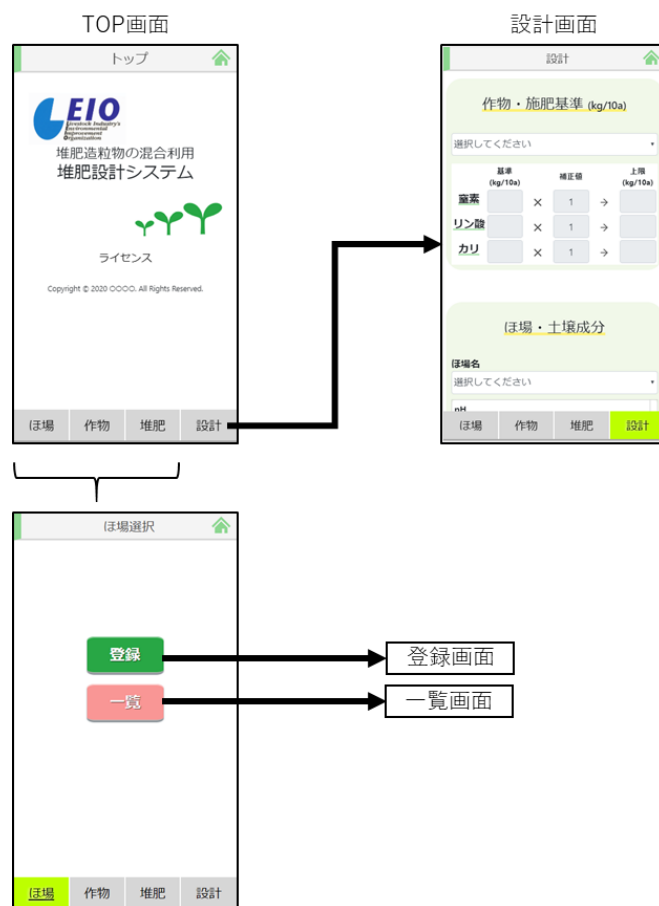 TOP画面
トップ
EIO
Livestock Industry's
Environmental
Improvement
Organization
堆肥造粒物の混合利用
堆肥設計システム
ライセンス
Copyright © 2020 〇〇〇〇. All Rights Reserved.
ほ場 作物 堆肥 設計
設計画面
設計
作物・施肥基準 (kg/10a)
選択してください
基準 補正値 上限
(kg/10a) (kg/10a)
窒素 × 1 →
リン酸 × 1 →
カリ × 1 →
ほ場・土壌成分
ほ場名
選択してください
pH
ほ場 作物 堆肥 設計
ほ場選択
登録
登録画面
一覧
一覧画面
ほ場 作物 堆肥 設計